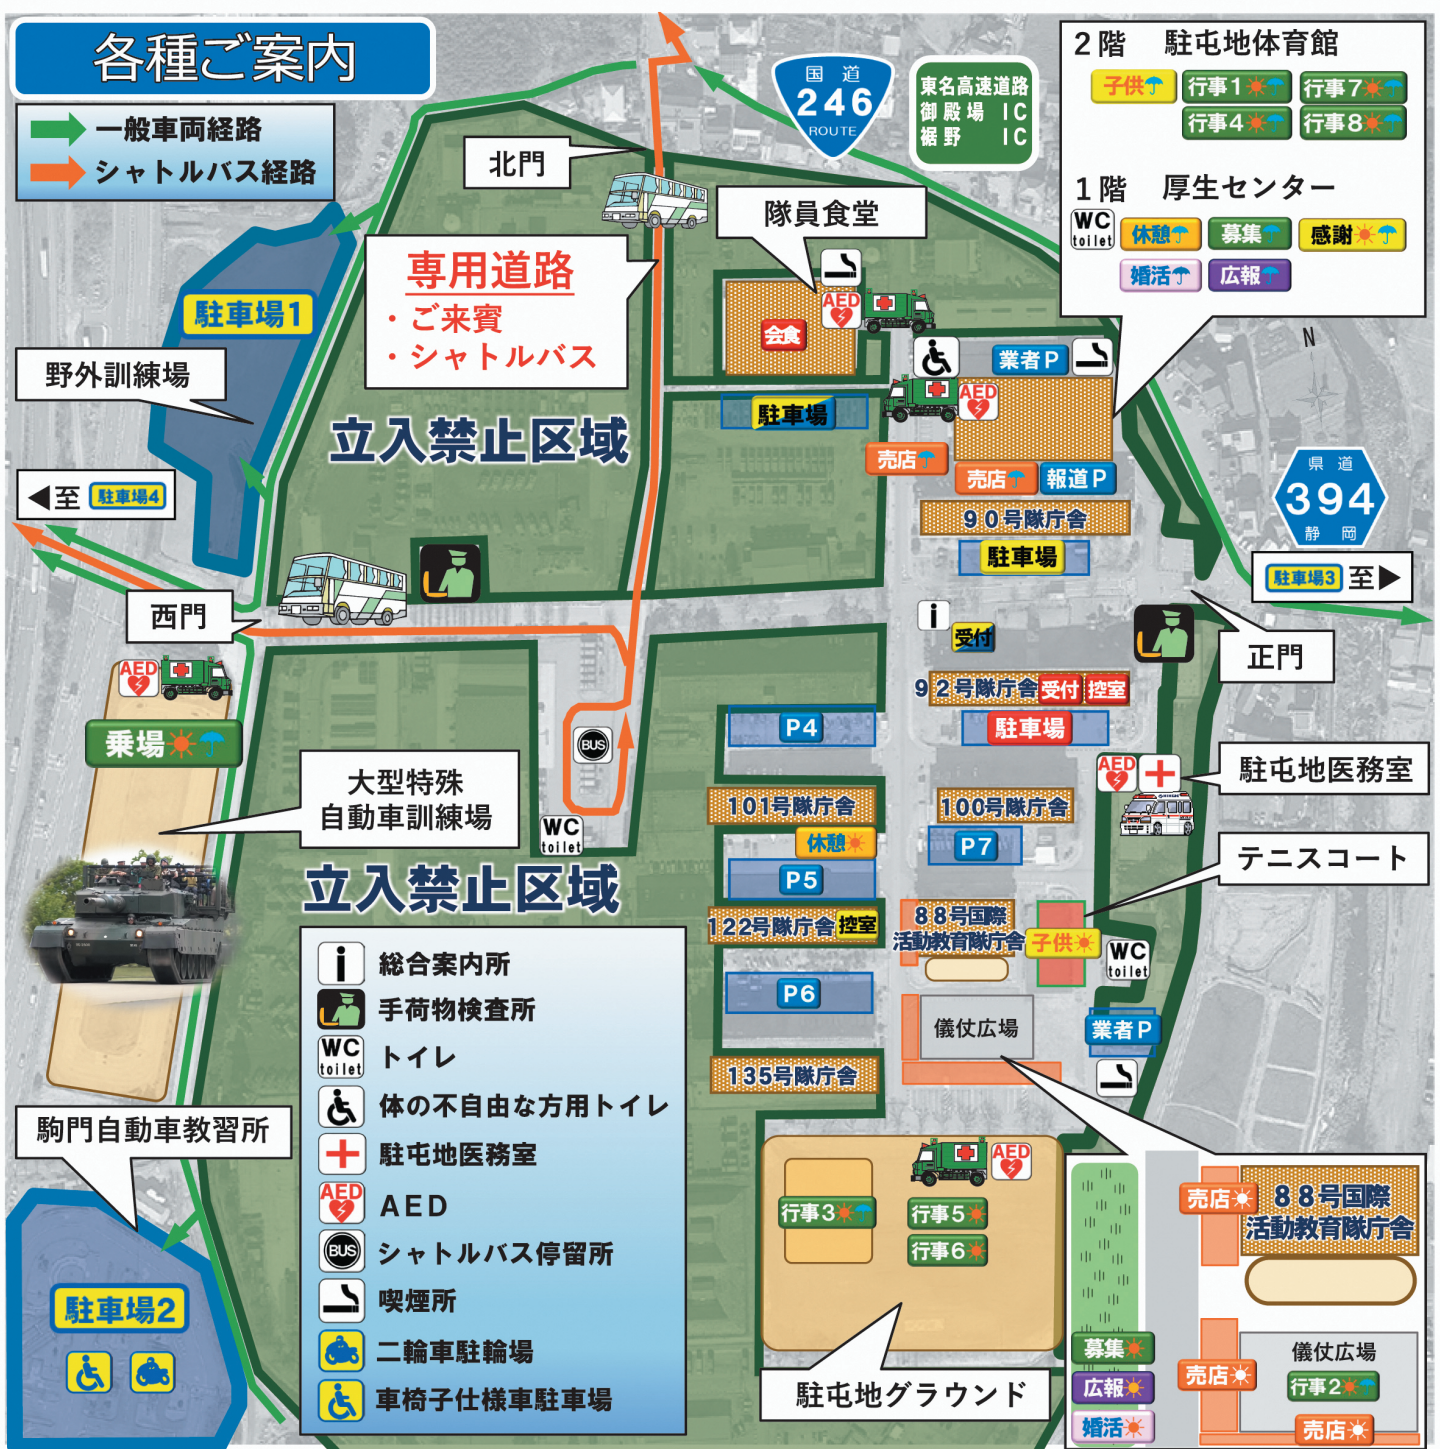 各種ご案内
一般車両経路
シャトルバス経路
国道
246
ROUTE
東名高速道路
御殿場 IC
裾野 IC
2階 駐屯地体育館
子供
行事1
行事7
行事4
行事8
1階 厚生センター
WC
toilet
休憩
募集
感謝
婚活
広報
北門
隊員食堂
専用道路
・ご来賓
・シャトルバス
駐車場1
野外訓練場
立入禁止区域
AED
会食
業者P
AED
駐車場
売店
売店
報道P
90号隊庁舎
駐車場
N
県道
394
静岡
◀至 駐車場4
駐車場3 至▶
西門
受付
正門
92号隊庁舎
受付
控室
駐車場
AED
乗場
大型特殊
自動車訓練場
BUS
WC
toilet
P4
101号隊庁舎
休憩
P5
122号隊庁舎
控室
P6
135号隊庁舎
100号隊庁舎
P7
AED
駐屯地医務室
テニスコート
88号国際
活動教育隊庁舎
子供
WC
toilet
儀仗広場
業者P
立入禁止区域
i 総合案内所
手荷物検査所
WC
toilet
トイレ
体の不自由な方用トイレ
駐屯地医務室
AED
AED
BUS
シャトルバス停留所
喫煙所
二輪車駐輪場
車椅子仕様車駐車場
駒門自動車教習所
駐車場2
行事3
行事5
行事6
AED
駐屯地グラウンド
売店
88号国際
活動教育隊庁舎
募集
広報
婚活
売店
儀仗広場
行事2
売店